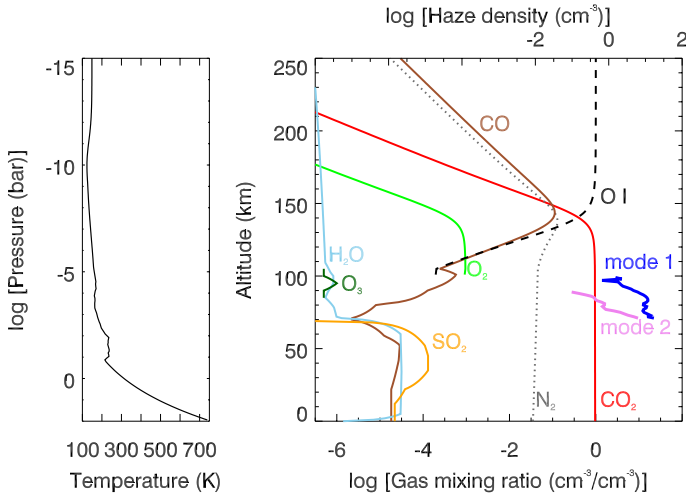 log [Haze density (cm⁻³)]
-4 -2 0 2
-15
-10
-5
0
log [Pressure (bar)]
100 300 500 700
Temperature (K)
250
200
150
100
50
0
Altitude (km)
CO
O I
H₂O
O₂
O₃
mode 1
mode 2
SO₂
N₂
CO₂
-6 -4 -2 0
log [Gas mixing ratio (cm⁻³/cm⁻³)]